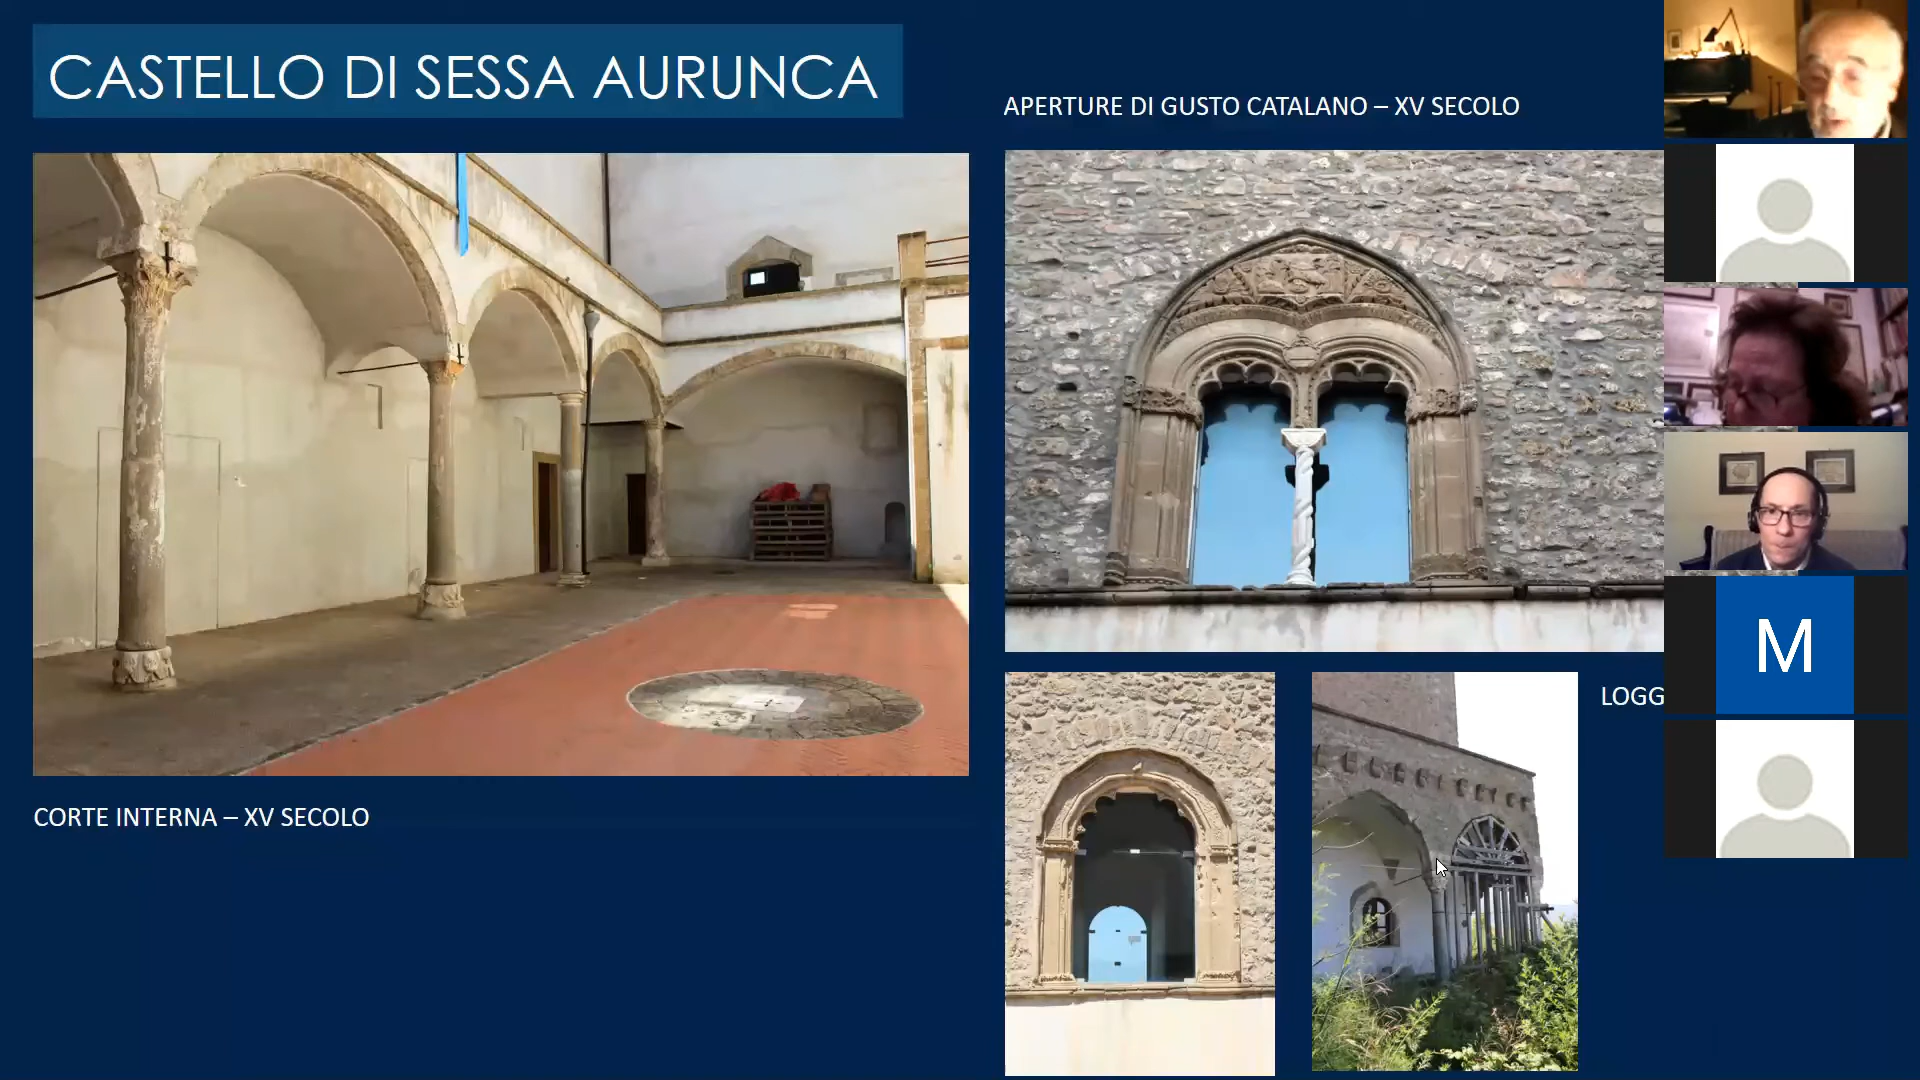 CASTELLO DI SESSA AURUNCA
APERTURE DI GUSTO CATALANO – XV SECOLO
LOGG
CORTE INTERNA – XV SECOLO
M